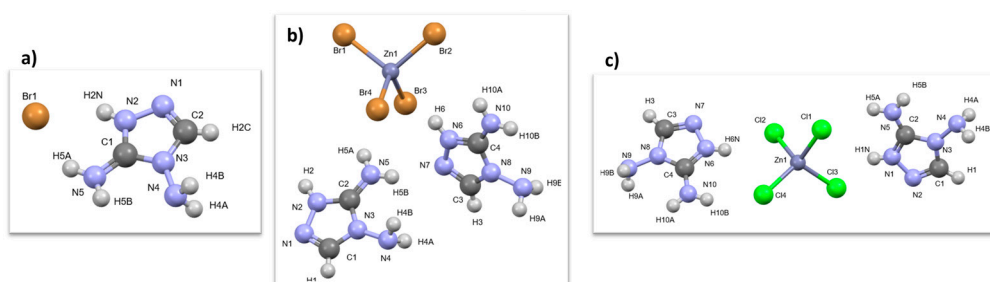 a)
Br1
H2N
N2
N1
C2
H2C
C1
N3
H5A
N5
H5B
N4
H4B
H4A
b)
Br1
Zn1
Br2
Br4
Br3
H10A
N10
H6
N6
H10B
C4
N7
N8
N9
H9B
C3
H9A
H3
H5A
N5
H2
C2
H5B
N2
N3
H4B
H4A
N1
C1
N4
H1
c)
H3
C3
N7
N8
H6N
N9
N6
H9B
C4
H9A
N10
H10A
H10B
Cl2
Cl1
Zn1
Cl3
Cl4
H5B
H5A
H4A
N5
C2
N4
H1N
N3
H4B
N1
C1
H1
N2